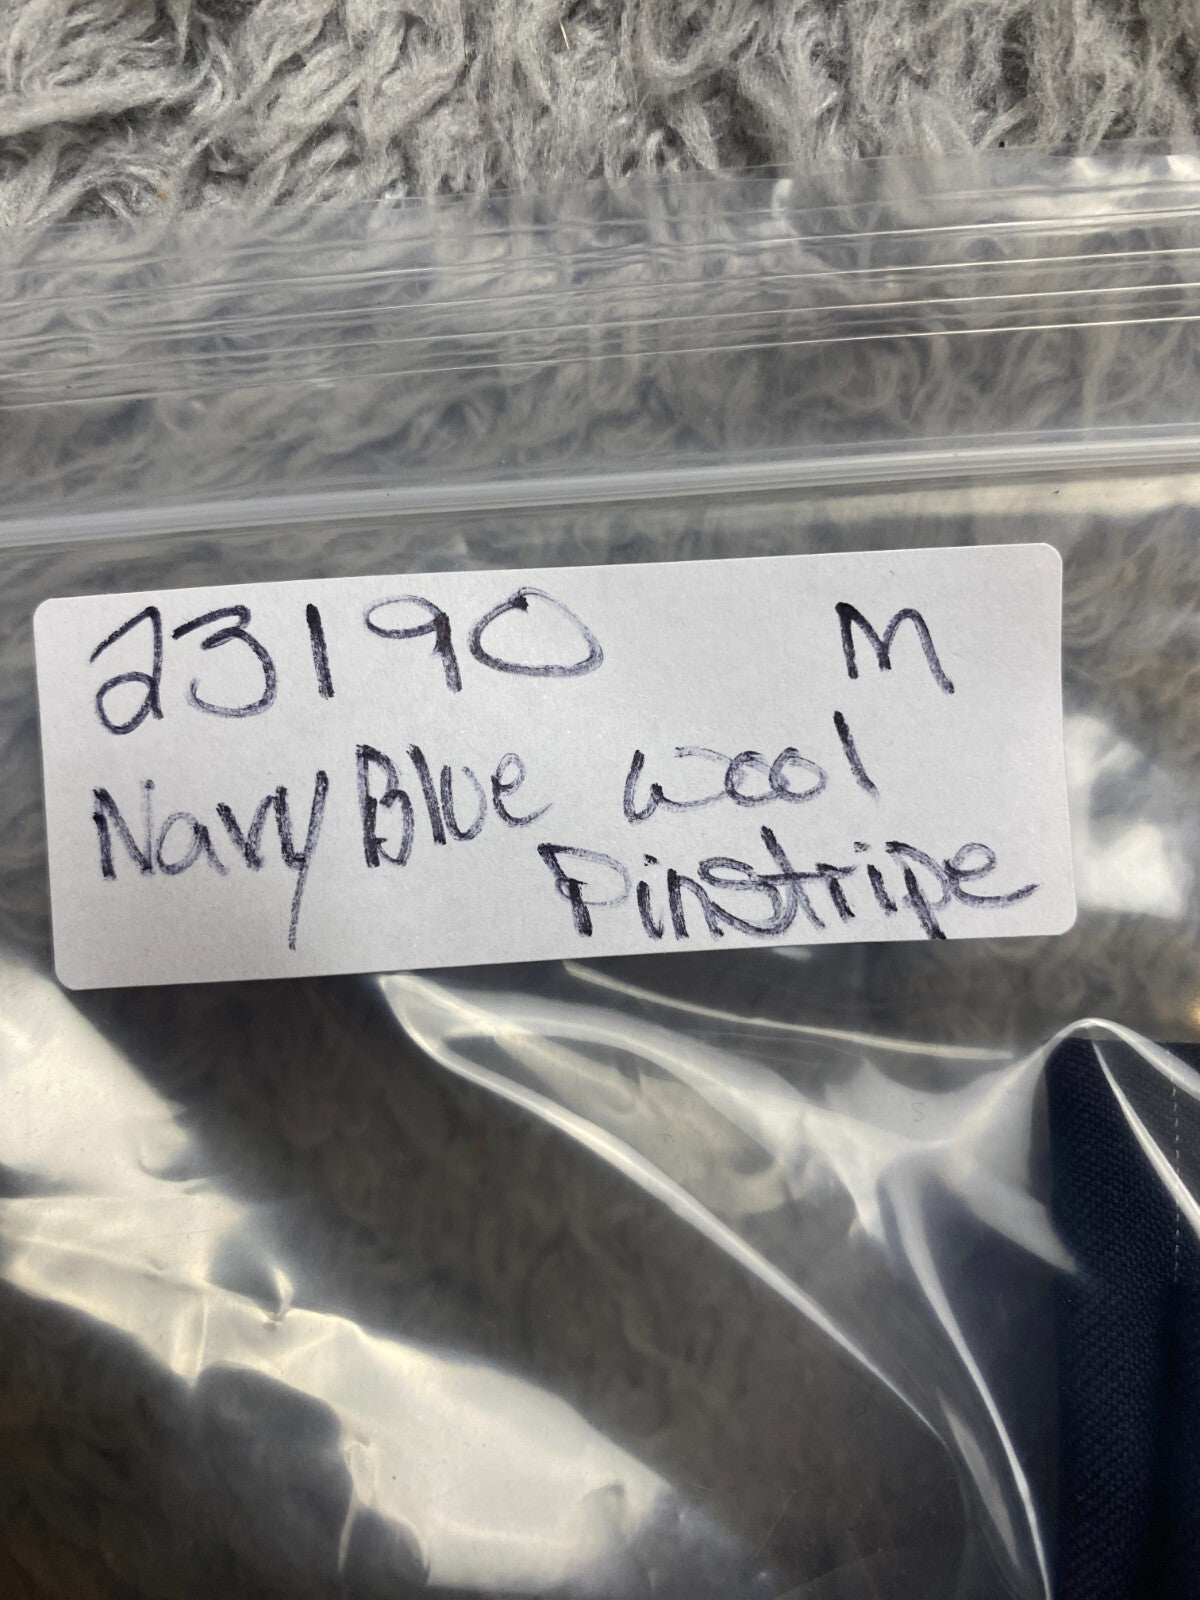 23190 M
Navy Blue wool
Pinstripe